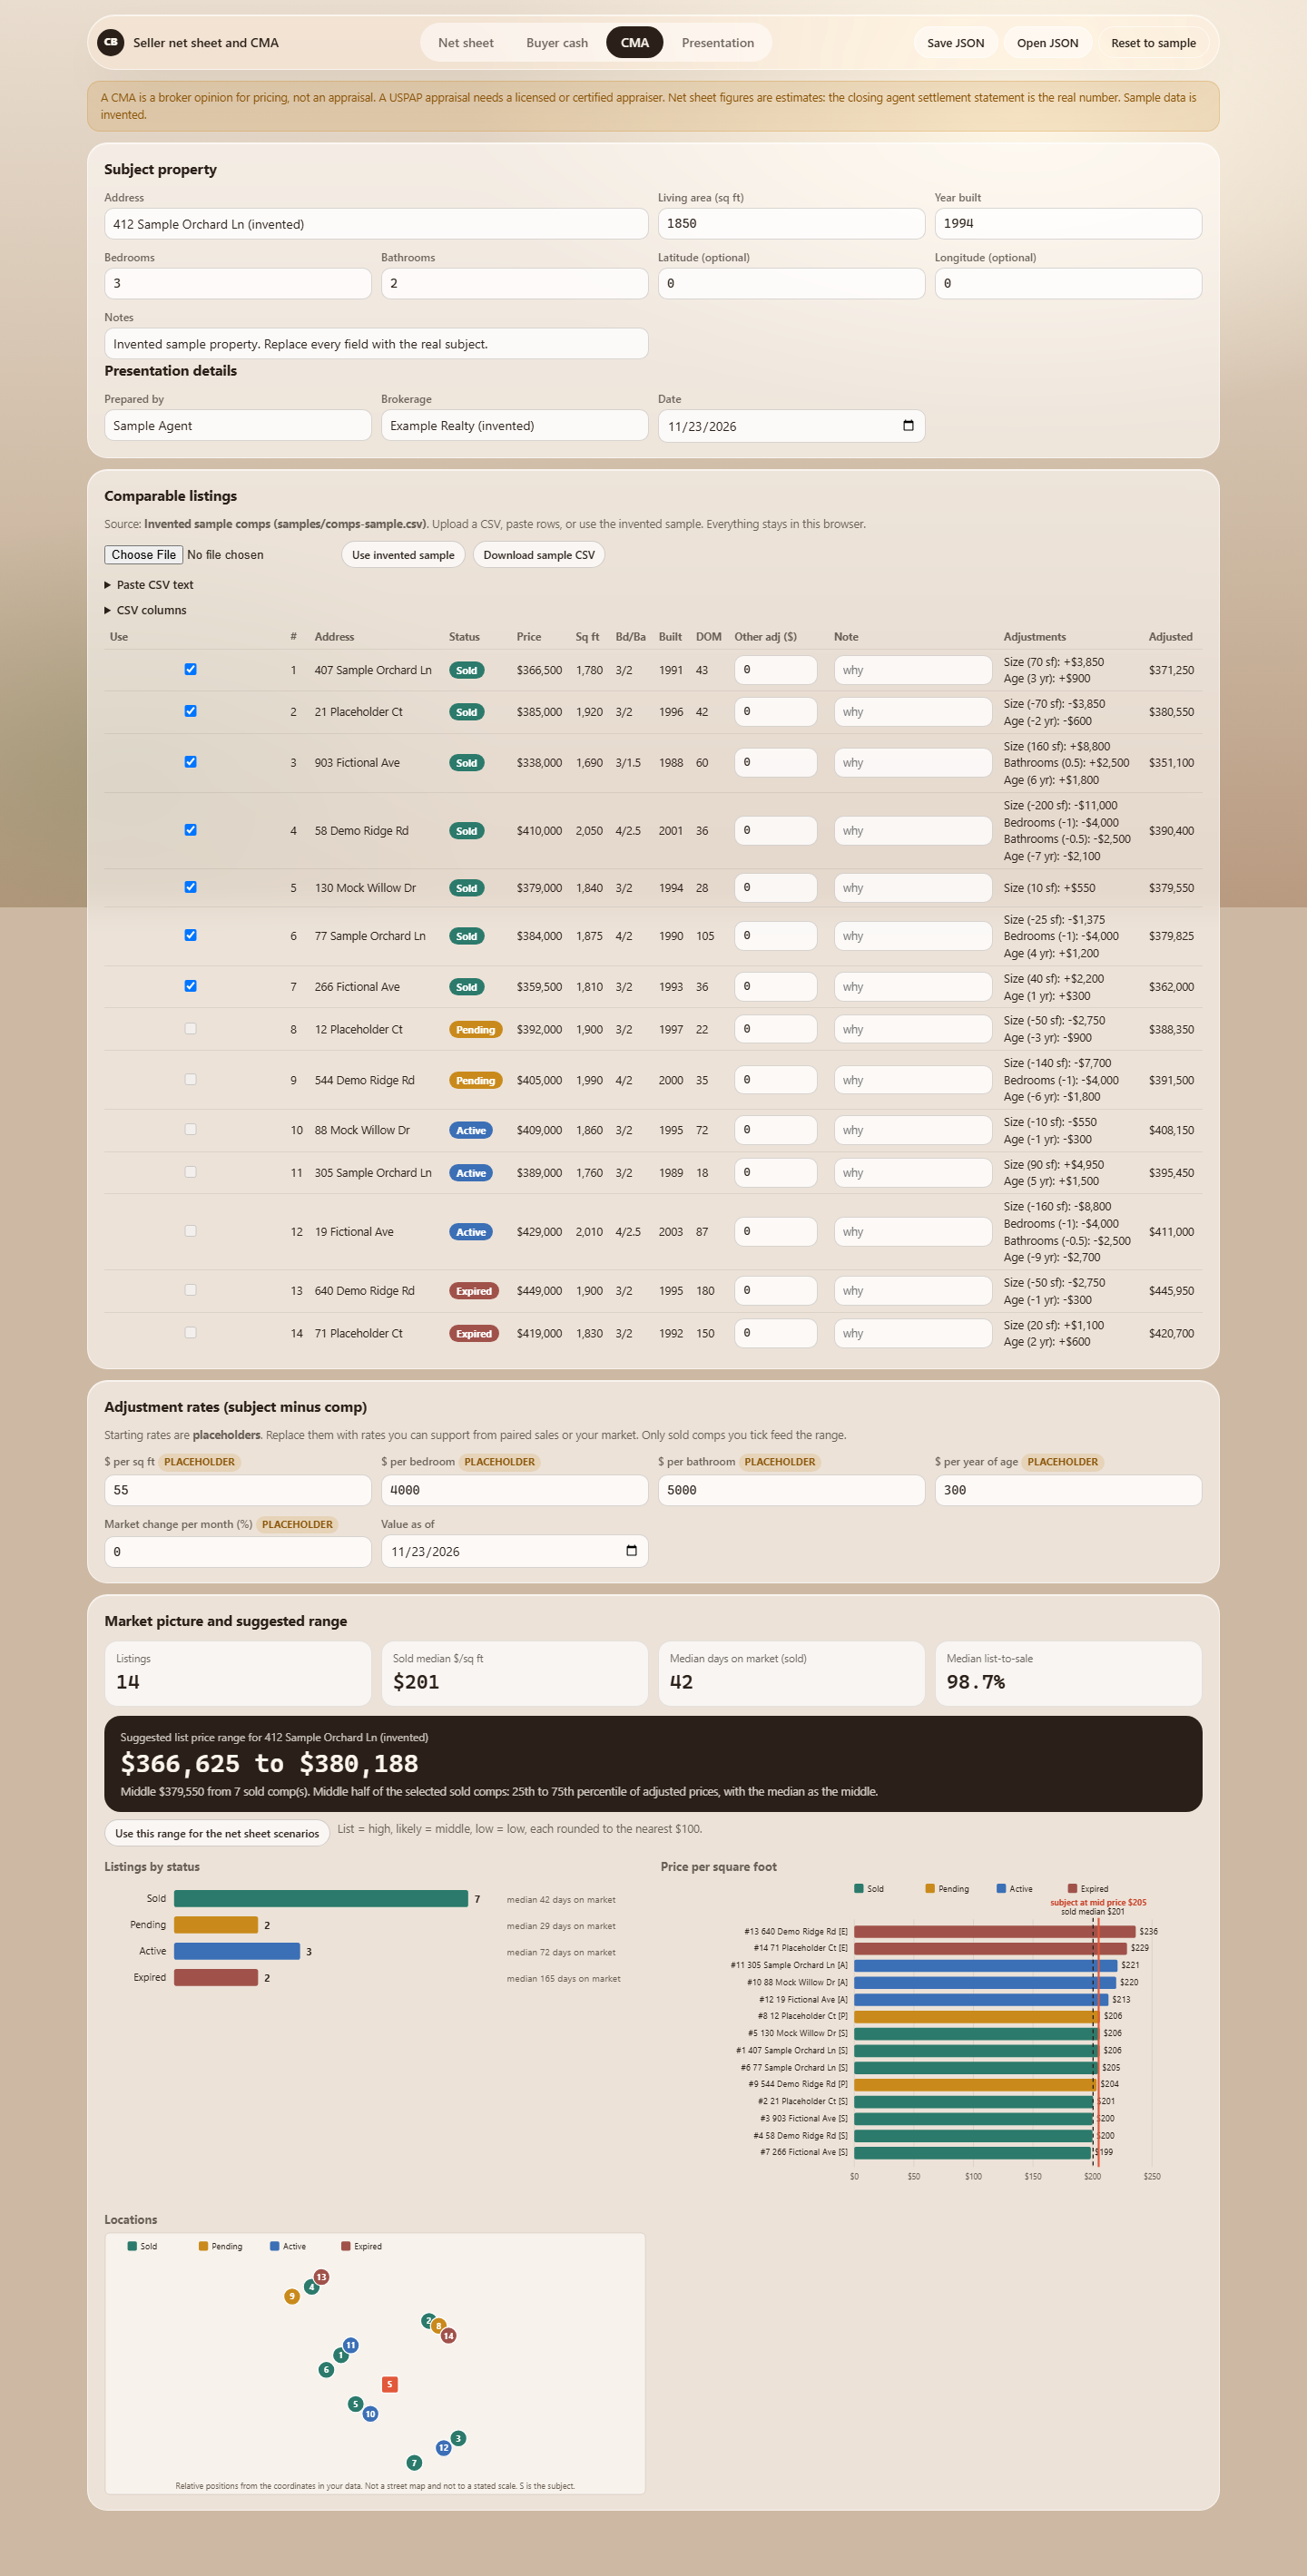 CB Seller net sheet and CMA Net sheet Buyer cash CMA Presentation Save JSON Open JSON Reset to sample
A CMA is a broker opinion for pricing, not an appraisal. A USPAP appraisal needs a licensed or certified appraiser. Net sheet figures are estimates: the closing agent settlement statement is the real number. Sample data is
invented.
Subject property
Address Living area (sq ft) Year built
412 Sample Orchard Ln (invented) 1850 1994
Bedrooms Bathrooms Latitude (optional) Longitude (optional)
3 2 0 0
Notes
Invented sample property. Replace every field with the real subject.
Presentation details
Prepared by Brokerage Date
Sample Agent Example Realty (invented) 11/23/2026
Comparable listings
Source: Invented sample comps (samples/comps-sample.csv). Upload a CSV, paste rows, or use the invented sample. Everything stays in this browser.
Choose File No file chosen Use invented sample Download sample CSV
Paste CSV text
CSV columns
Use # Address Status Price Sq ft Bd/Ba Built DOM Other adj ($) Note Adjustments Adjusted
1 407 Sample Orchard Ln Sold $366,500 1,780 3/2 1991 43 0 why Size (70 sf): +$3,850 $371,250
Age (3 yr): +$900
2 21 Placeholder Ct Sold $385,000 1,920 3/2 1996 42 0 why Size (-70 sf): -$3,850 $380,550
Age (-2 yr): -$600
3 903 Fictional Ave Sold $338,000 1,690 3/1.5 1988 60 0 why Size (160 sf): +$8,800 $351,100
Bathrooms (0.5): +$2,500
Age (6 yr): +$1,800
4 58 Demo Ridge Rd Sold $410,000 2,050 4/2.5 2001 36 0 why Size (-200 sf): -$11,000 $390,400
Bedrooms (-1): -$4,000
Bathrooms (-0.5): -$2,500
Age (-7 yr): -$2,100
5 130 Mock Willow Dr Sold $379,000 1,840 3/2 1994 28 0 why Size (10 sf): +$550 $379,550
6 77 Sample Orchard Ln Sold $384,000 1,875 4/2 1990 105 0 why Size (-25 sf): -$1,375 $379,825
Bedrooms (-1): -$4,000
Age (4 yr): +$1,200
7 266 Fictional Ave Sold $359,500 1,810 3/2 1993 36 0 why Size (40 sf): +$2,200 $362,000
Age (1 yr): +$300
8 12 Placeholder Ct Pending $392,000 1,900 3/2 1997 22 0 why Size (-50 sf): -$2,750 $388,350
Age (-3 yr): -$900
9 544 Demo Ridge Rd Pending $405,000 1,990 4/2 2000 35 0 why Size (-140 sf): -$7,700 $391,500
Bedrooms (-1): -$4,000
Age (-6 yr): -$1,800
10 88 Mock Willow Dr Active $409,000 1,860 3/2 1995 72 0 why Size (-10 sf): -$550 $408,150
Age (-1 yr): -$300
11 305 Sample Orchard Ln Active $389,000 1,760 3/2 1989 18 0 why Size (90 sf): +$4,950 $395,450
Age (5 yr): +$1,500
12 19 Fictional Ave Active $429,000 2,010 4/2.5 2003 87 0 why Size (-160 sf): -$8,800 $411,000
Bedrooms (-1): -$4,000
Bathrooms (-0.5): -$2,500
Age (-9 yr): -$2,700
13 640 Demo Ridge Rd Expired $449,000 1,900 3/2 1995 180 0 why Size (-50 sf): -$2,750 $445,950
Age (-1 yr): -$300
14 71 Placeholder Ct Expired $419,000 1,830 3/2 1992 150 0 why Size (20 sf): +$1,100 $420,700
Age (2 yr): +$600
Adjustment rates (subject minus comp)
Starting rates are placeholders. Replace them with rates you can support from paired sales or your market. Only sold comps you tick feed the range.
$ per sq ft PLACEHOLDER $ per bedroom PLACEHOLDER $ per bathroom PLACEHOLDER $ per year of age PLACEHOLDER
55 4000 5000 300
Market change per month (%) PLACEHOLDER Value as of
0 11/23/2026
Market picture and suggested range
Listings Sold median $/sq ft Median days on market (sold) Median list-to-sale
14 $201 42 98.7%
Suggested list price range for 412 Sample Orchard Ln (invented)
$366,625 to $380,188
Middle $379,550 from 7 sold comp(s). Middle half of the selected sold comps: 25th to 75th percentile of adjusted prices, with the median as the middle.
Use this range for the net sheet scenarios List = high, likely = middle, low = low, each rounded to the nearest $100.
Listings by status
Sold 7 median 42 days on market
Pending 2 median 29 days on market
Active 3 median 72 days on market
Expired 2 median 165 days on market
Price per square foot
Sold Pending Active Expired
subject at mid price $205
sold median $201
#13 640 Demo Ridge Rd [E] $236
#14 71 Placeholder Ct [E] $229
#11 305 Sample Orchard Ln [A] $221
#10 88 Mock Willow Dr [A] $220
#12 19 Fictional Ave [A] $213
#8 12 Placeholder Ct [P] $206
#5 130 Mock Willow Dr [S] $206
#1 407 Sample Orchard Ln [S] $206
#6 77 Sample Orchard Ln [S] $205
#9 544 Demo Ridge Rd [P] $204
#2 21 Placeholder Ct [S] $201
#3 903 Fictional Ave [S] $200
#4 58 Demo Ridge Rd [S] $200
#7 266 Fictional Ave [S] $199
$0 $50 $100 $150 $200 $250
Locations
Sold Pending Active Expired
13
4
9
2
8
14
11
1
6
S
5
10
3
12
7
Relative positions from the coordinates in your data. Not a street map and not to a stated scale. S is the subject.